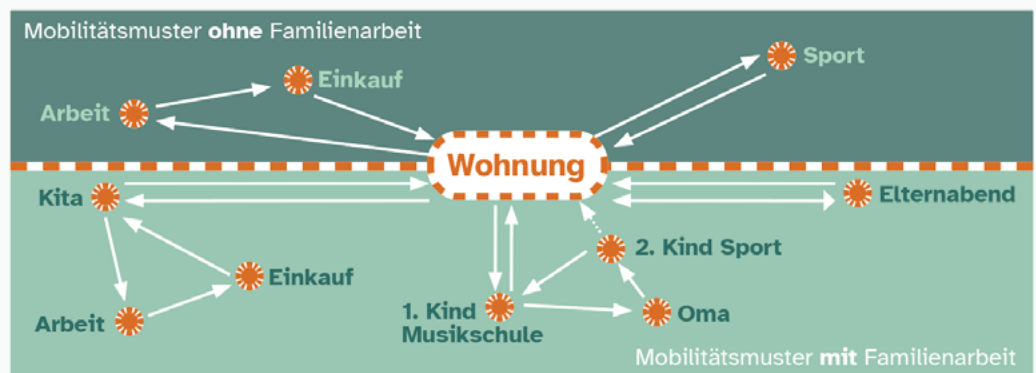 Mobilitätsmuster ohne Familienarbeit
Einkauf
Sport
Arbeit
Wohnung
Kita
Elternabend
2. Kind Sport
Einkauf
1. Kind
Musikschule
Oma
Arbeit
Mobilitätsmuster mit Familienarbeit